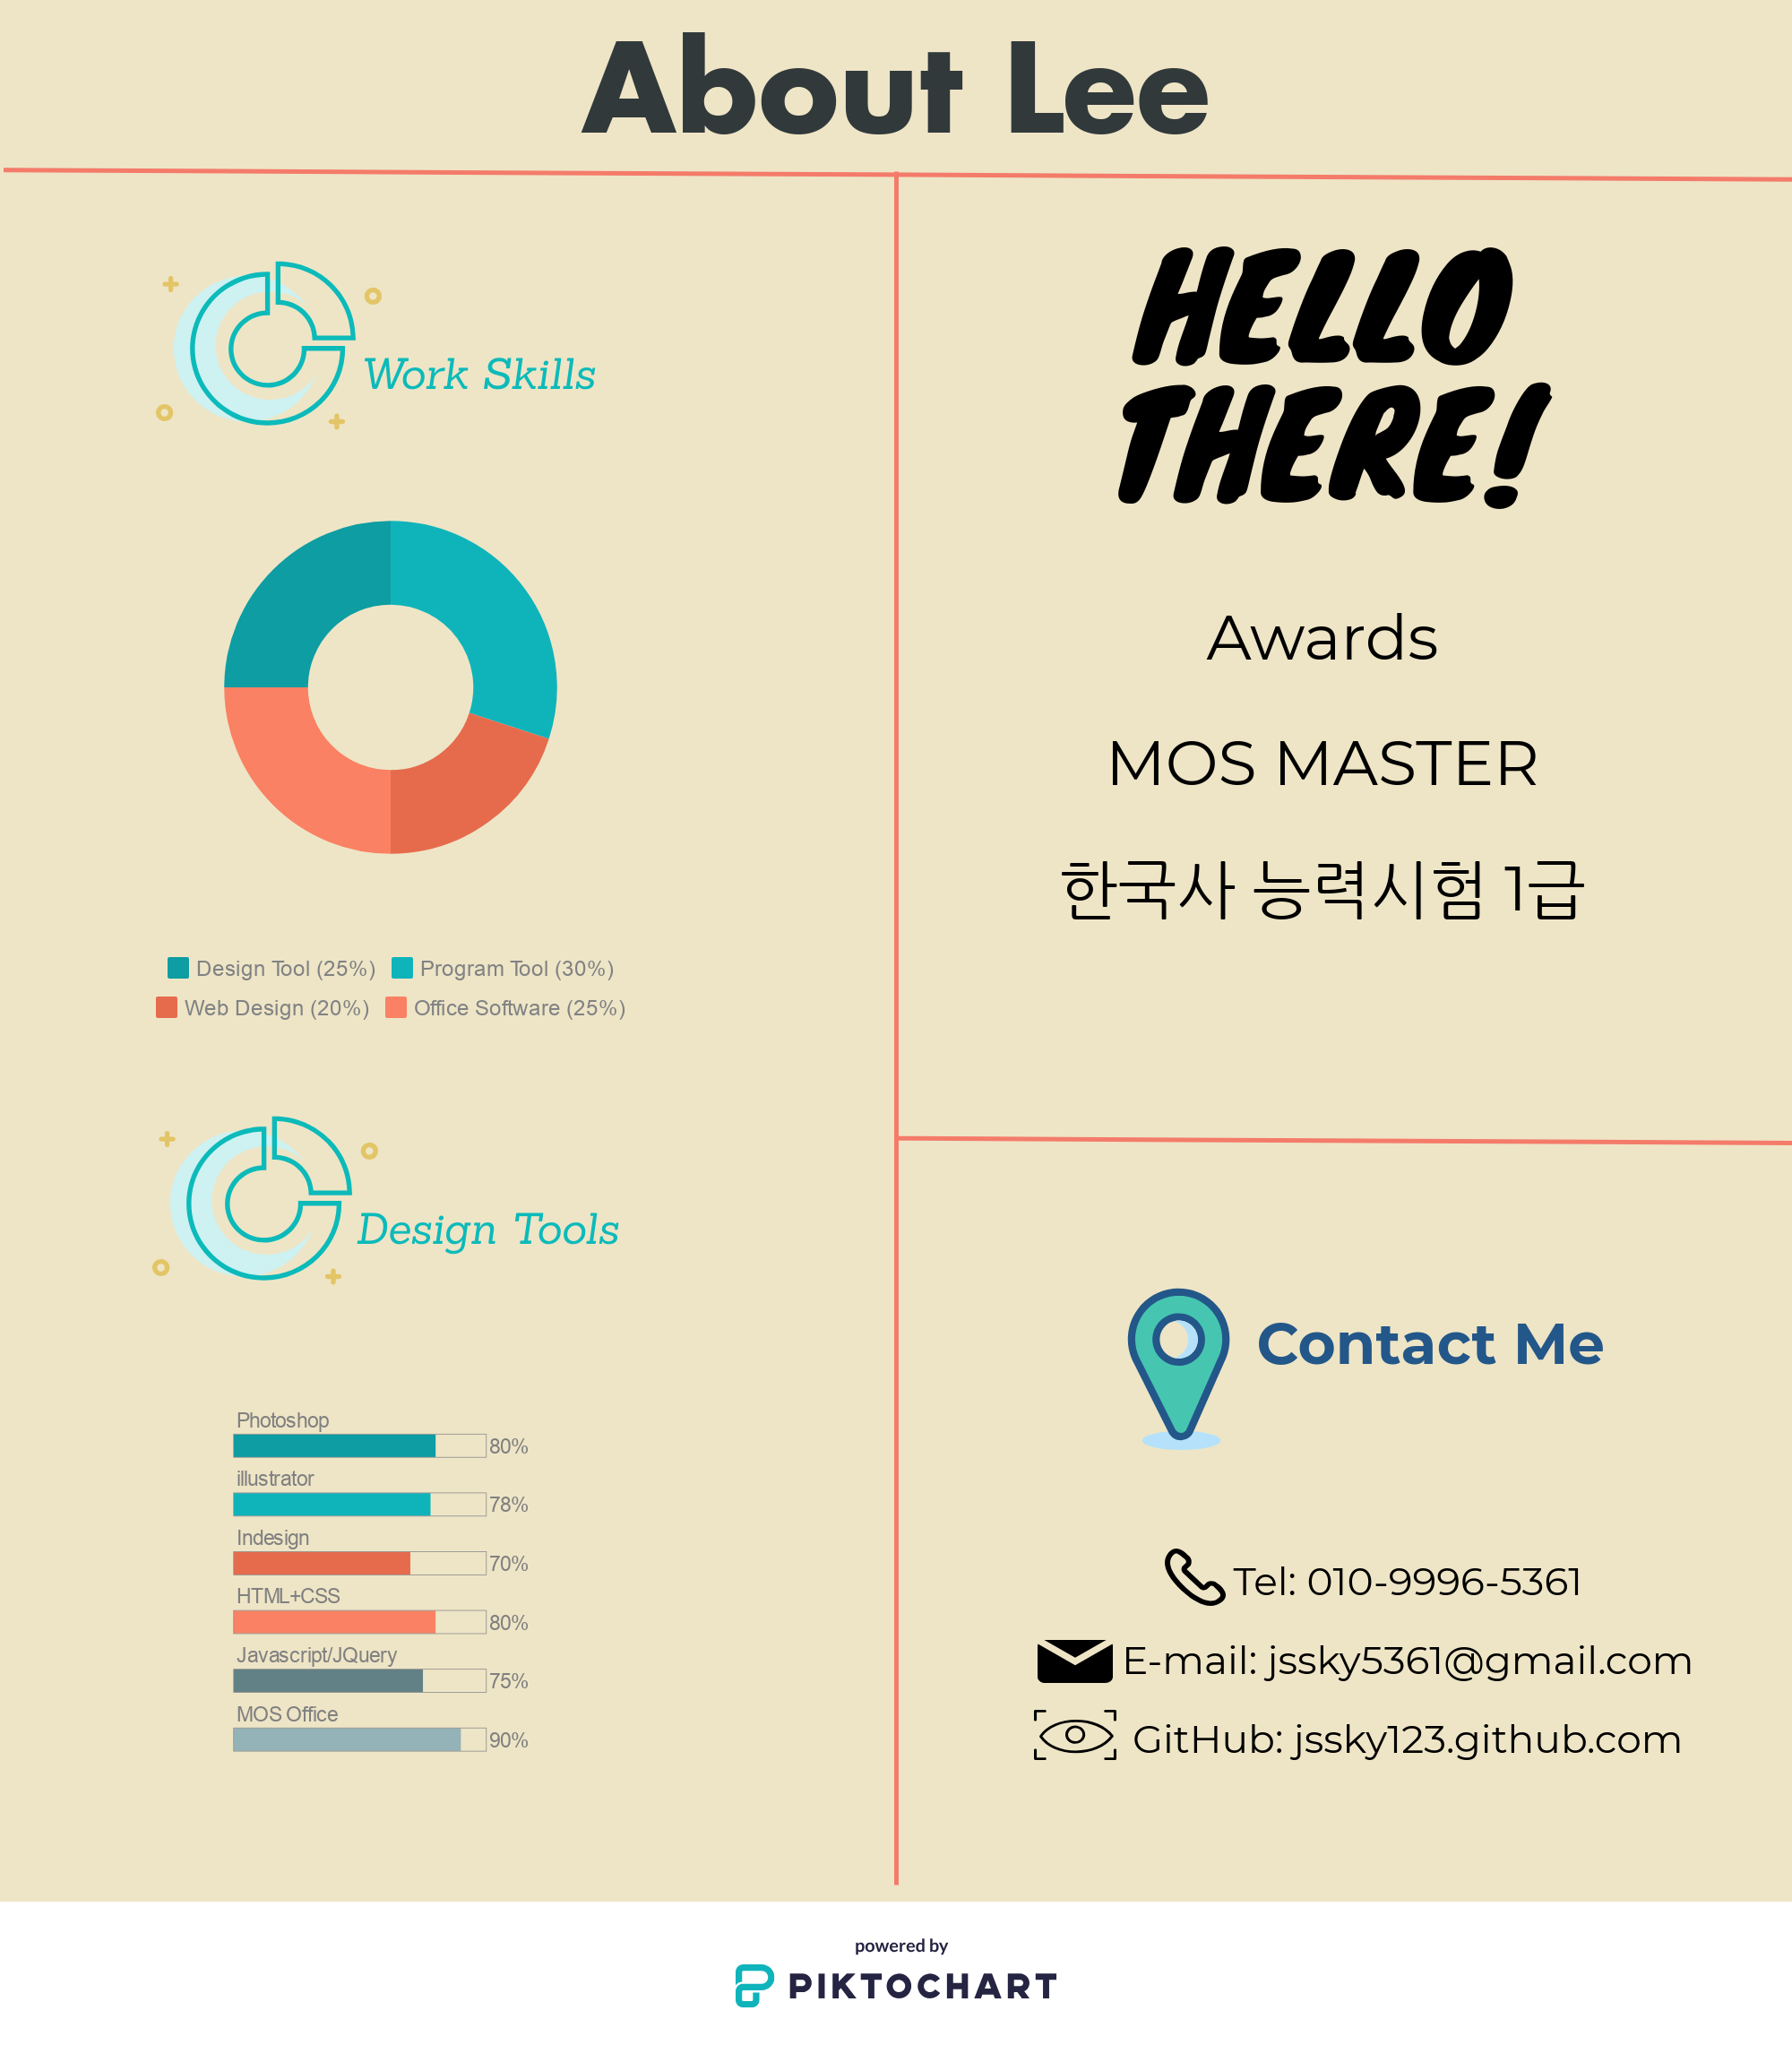 About Lee
Work Skills
Design Tool (25%) Program Tool (30%)
Web Design (20%) Office Software (25%)
Design Tools
Photoshop
80%
illustrator
78%
Indesign
70%
HTML+CSS
80%
Javascript/JQuery
75%
MOS Office
90%
HELLO
THERE!
Awards
MOS MASTER
한국사 능력시험 1급
Contact Me
Tel: 010-9996-5361
E-mail: jssky5361@gmail.com
GitHub: jssky123.github.com
powered by
PIKTOCHART